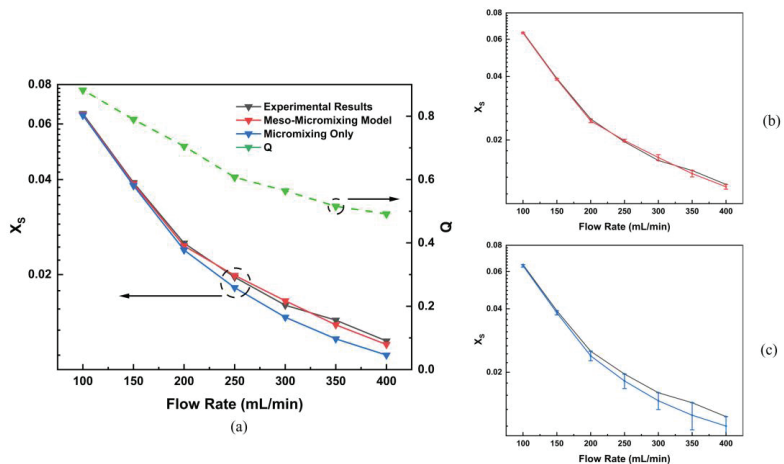 0.08
0.06
0.04
0.02
X_S
100 150 200 250 300 350 400
Flow Rate (mL/min)
0.8
0.6
0.4
0.2
0.0
Q
Experimental Results
Meso-Micromixing Model
Micromixing Only
Q
(a)
0.08
0.06
0.04
0.02
X_S
100 150 200 250 300 350 400
Flow Rate (mL/min)
(b)
0.08
0.06
0.04
0.02
X_S
100 150 200 250 300 350 400
Flow Rate (mL/min)
(c)